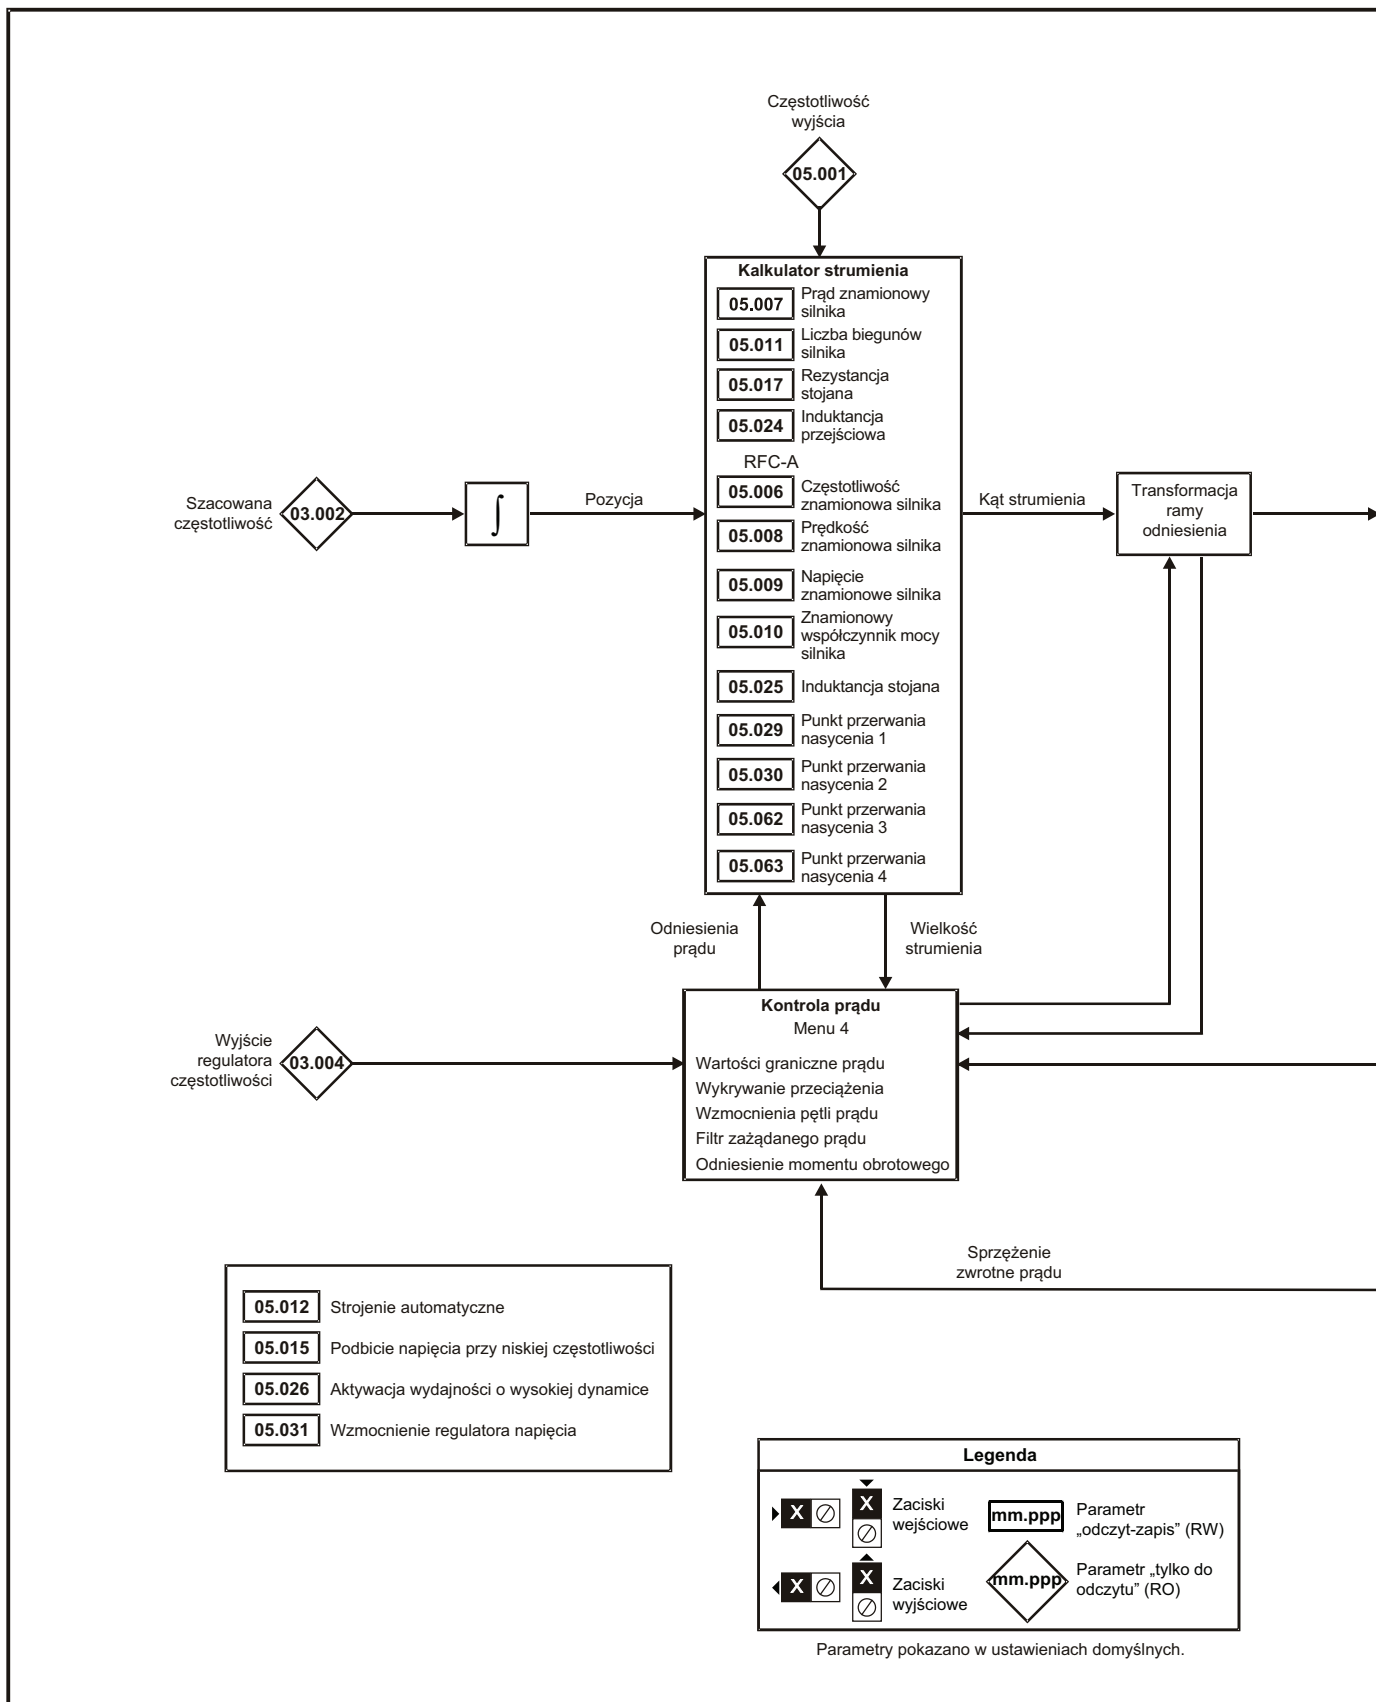 Częstotliwość
wyjścia
05.001
Kalkulator strumienia
05.007 Prąd znamionowy
silnika
05.011 Liczba biegunów
silnika
05.017 Rezystancja
stojana
05.024 Induktancja
przejściowa
RFC-A
05.006 Częstotliwość
znamionowa silnika
05.008 Prędkość
znamionowa silnika
05.009 Napięcie
znamionowe silnika
05.010 Znamionowy
współczynnik mocy
silnika
05.025 Induktancja stojana
05.029 Punkt przerwania
nasycenia 1
05.030 Punkt przerwania
nasycenia 2
05.062 Punkt przerwania
nasycenia 3
05.063 Punkt przerwania
nasycenia 4
Szacowana
częstotliwość
03.002
∫
Pozycja
Kąt strumienia
Transformacja
ramy
odniesienia
Odniesienia
prądu
Wielkość
strumienia
Wyjście
regulatora
częstotliwości
03.004
Kontrola prądu
Menu 4
Wartości graniczne prądu
Wykrywanie przeciążenia
Wzmocnienia pętli prądu
Filtr zażądanego prądu
Odniesienie momentu obrotowego
Sprzężenie
zwrotne prądu
05.012 Strojenie automatyczne
05.015 Podbicie napięcia przy niskiej częstotliwości
05.026 Aktywacja wydajności o wysokiej dynamice
05.031 Wzmocnienie regulatora napięcia
Legenda
X X Zaciski
wejściowe
mm.ppp Parametr
„odczyt-zapis” (RW)
X X Zaciski
wyjściowe
mm.ppp Parametr „tylko do
odczytu” (RO)
Parametry pokazano w ustawieniach domyślnych.